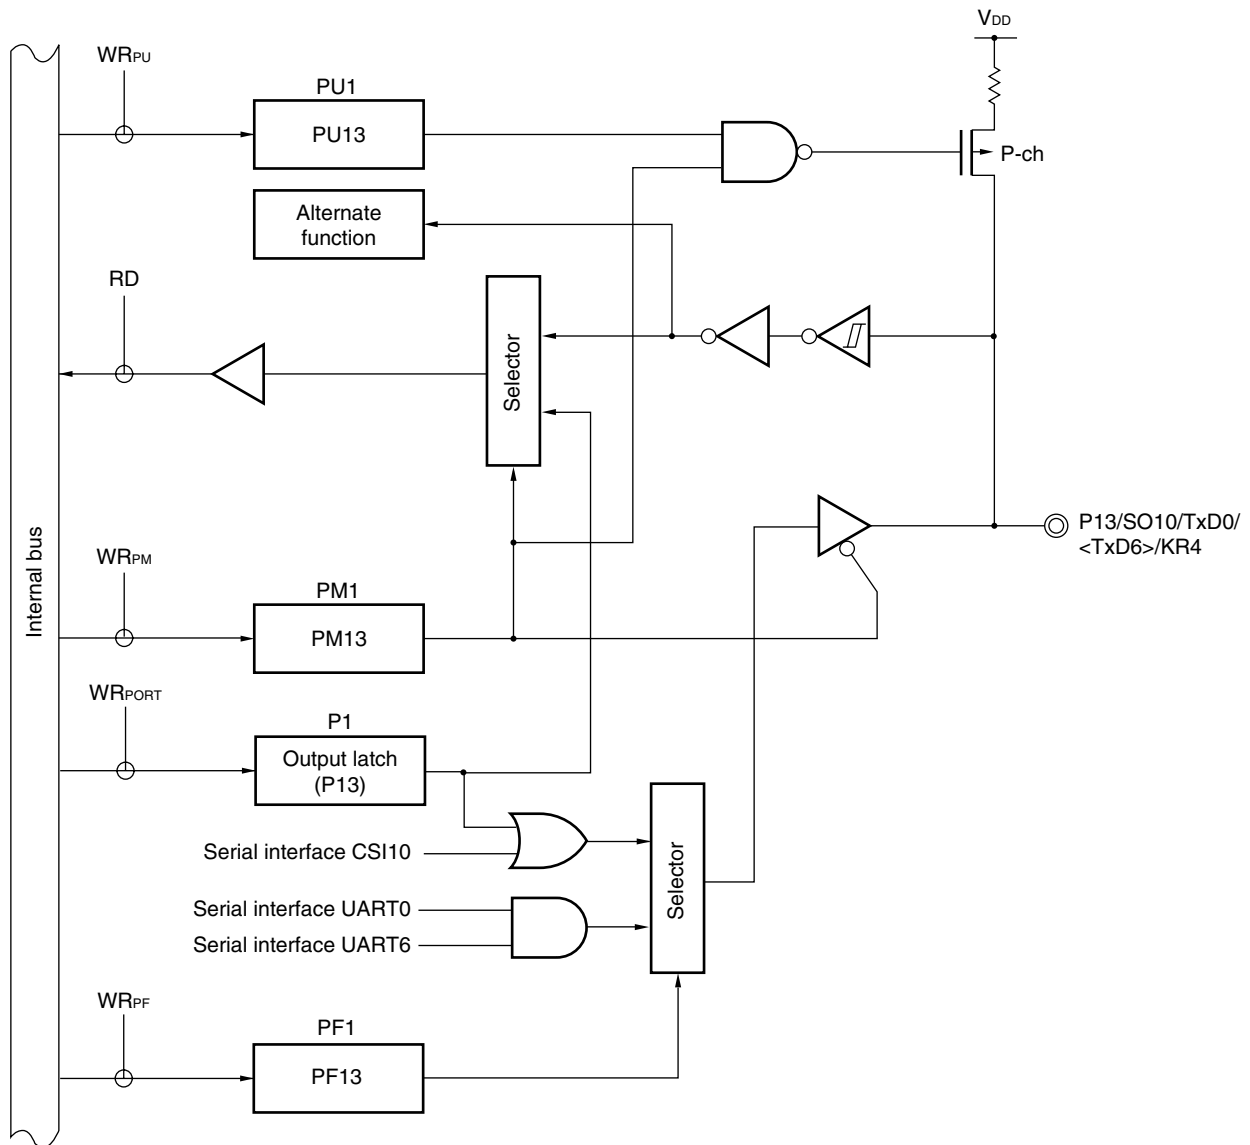 VDD
WRPU
PU1
PU13
P-ch
Alternate
function
RD
Selector
P13/SO10/TxD0/
<TxD6>/KR4
Internal bus
WRPM
PM1
PM13
WRPORT
P1
Output latch
(P13)
Serial interface CSI10
Selector
Serial interface UART0
Serial interface UART6
WRPF
PF1
PF13